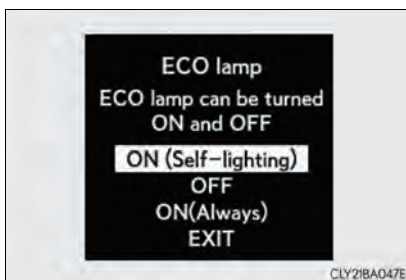 ECO lamp
ECO lamp can be turned
ON and OFF
ON (Self-lighting)
OFF
ON(Always)
EXIT
CLY21BA047E